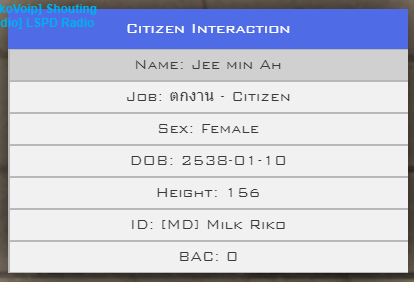 koVoip] Shouting
dio] LSPD Radio
Citizen Interaction
Name: Jee min Ah
Job: ตกงาน - Citizen
Sex: Female
DOB: 2538-01-10
Height: 156
ID: [MD] Milk Riko
BAC: 0